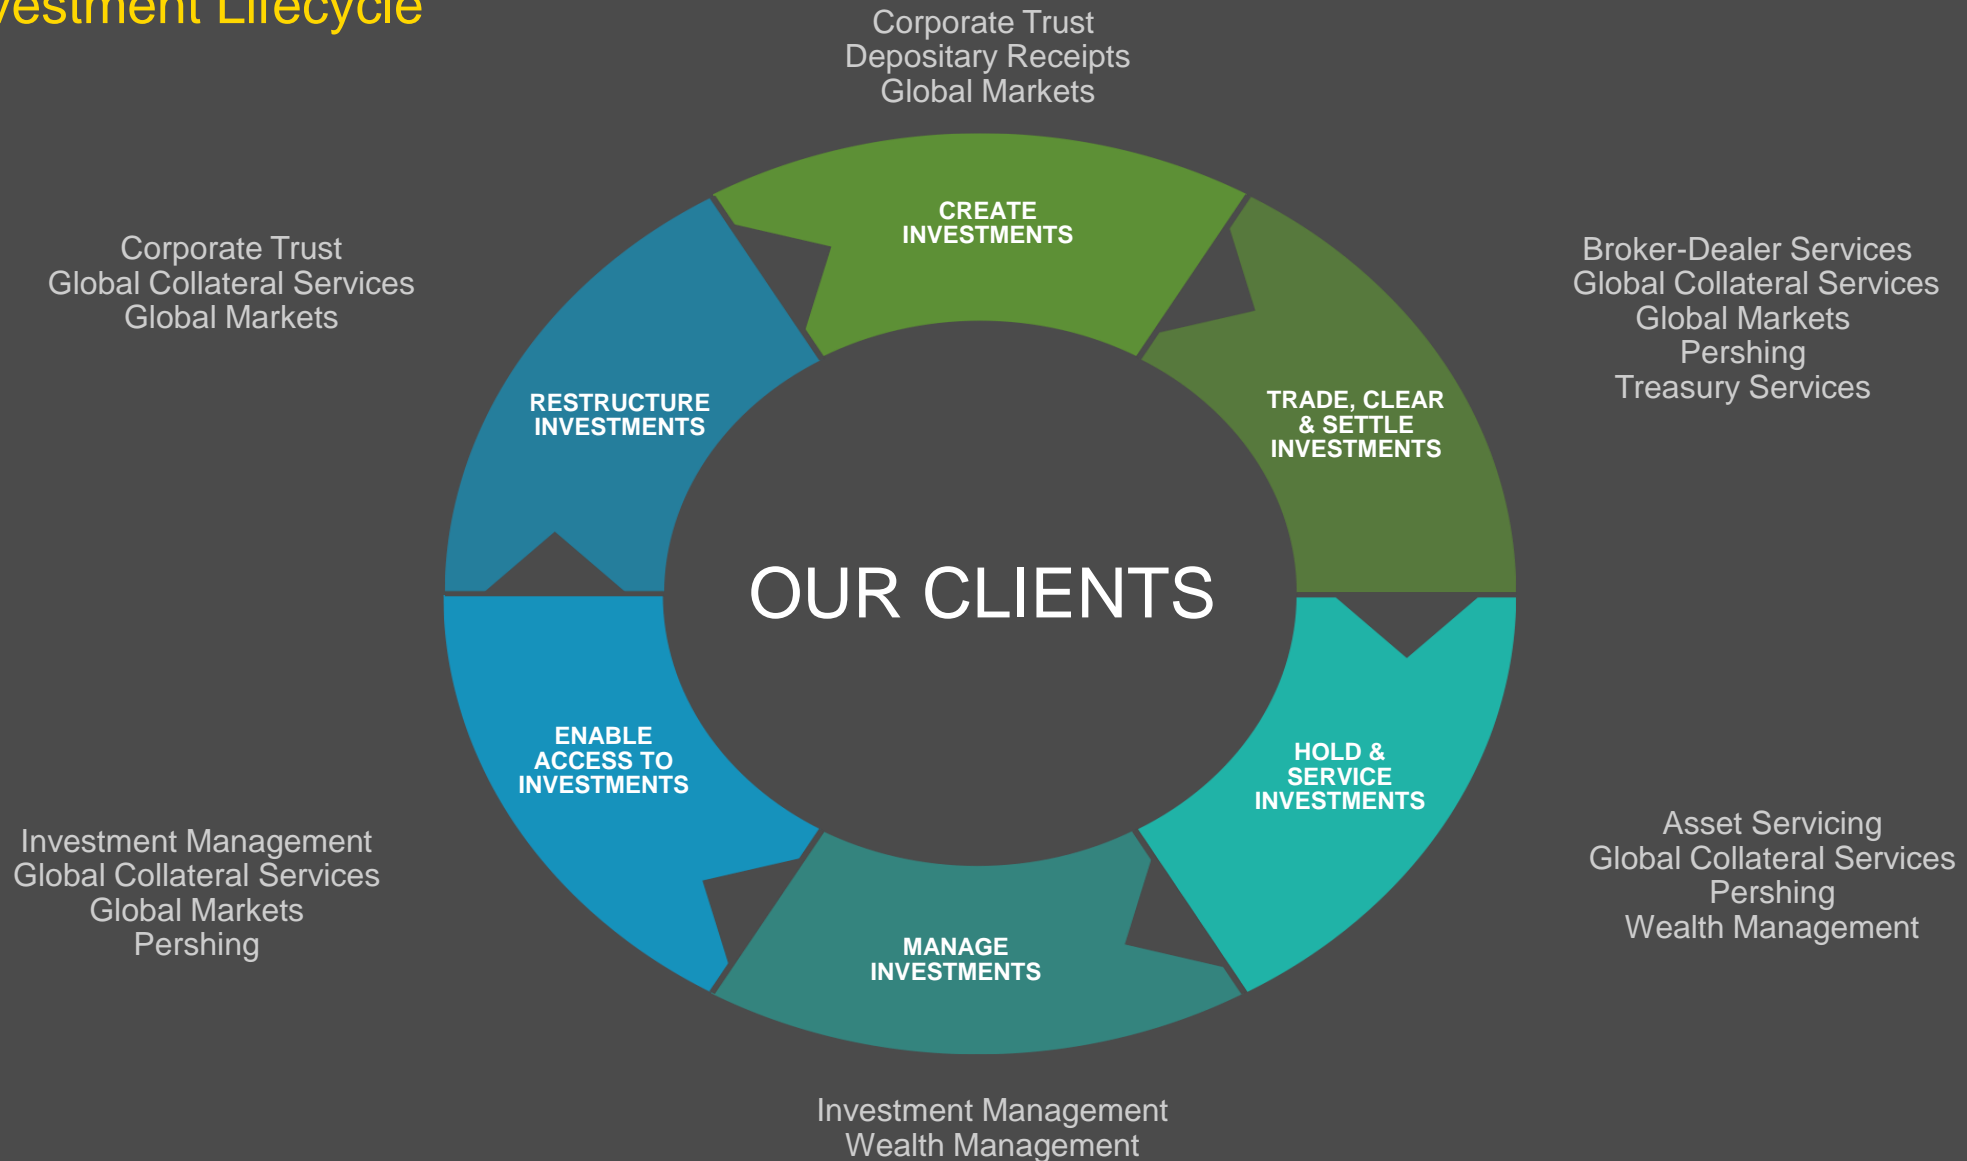 vestment Lifecycle
Corporate Trust
Depositary Receipts
Global Markets
CREATE
INVESTMENTS
Corporate Trust
Global Collateral Services
Global Markets
Broker-Dealer Services
Global Collateral Services
Global Markets
Pershing
Treasury Services
RESTRUCTURE
INVESTMENTS
TRADE, CLEAR
& SETTLE
INVESTMENTS
OUR CLIENTS
ENABLE
ACCESS TO
INVESTMENTS
HOLD &
SERVICE
INVESTMENTS
Investment Management
Global Collateral Services
Global Markets
Pershing
Asset Servicing
Global Collateral Services
Pershing
Wealth Management
MANAGE
INVESTMENTS
Investment Management
Wealth Management